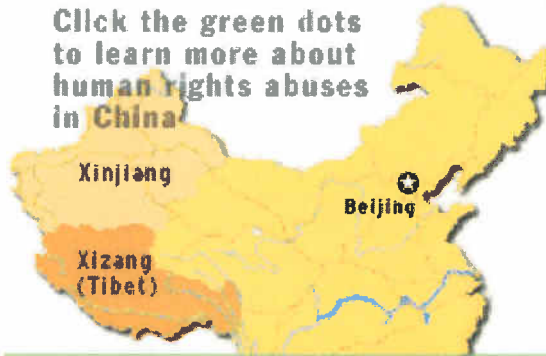 Click the green dots
to learn more about
human rights abuses
in China
Xinjiang
Beijing
Xizang
(Tibet)